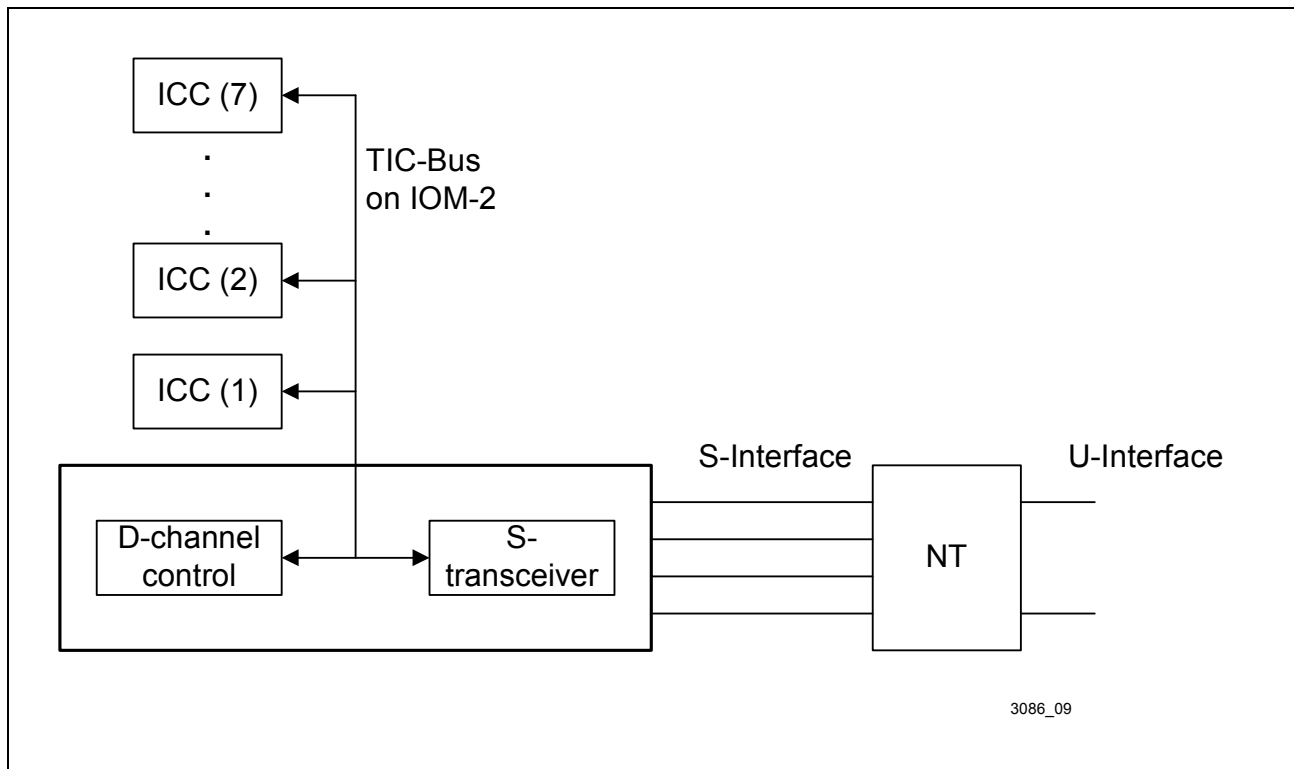 ICC (7)
.
.
.
TIC-Bus
on IOM-2
ICC (2)
ICC (1)
S-Interface
U-Interface
D-channel
control
S-
transceiver
NT
3086_09